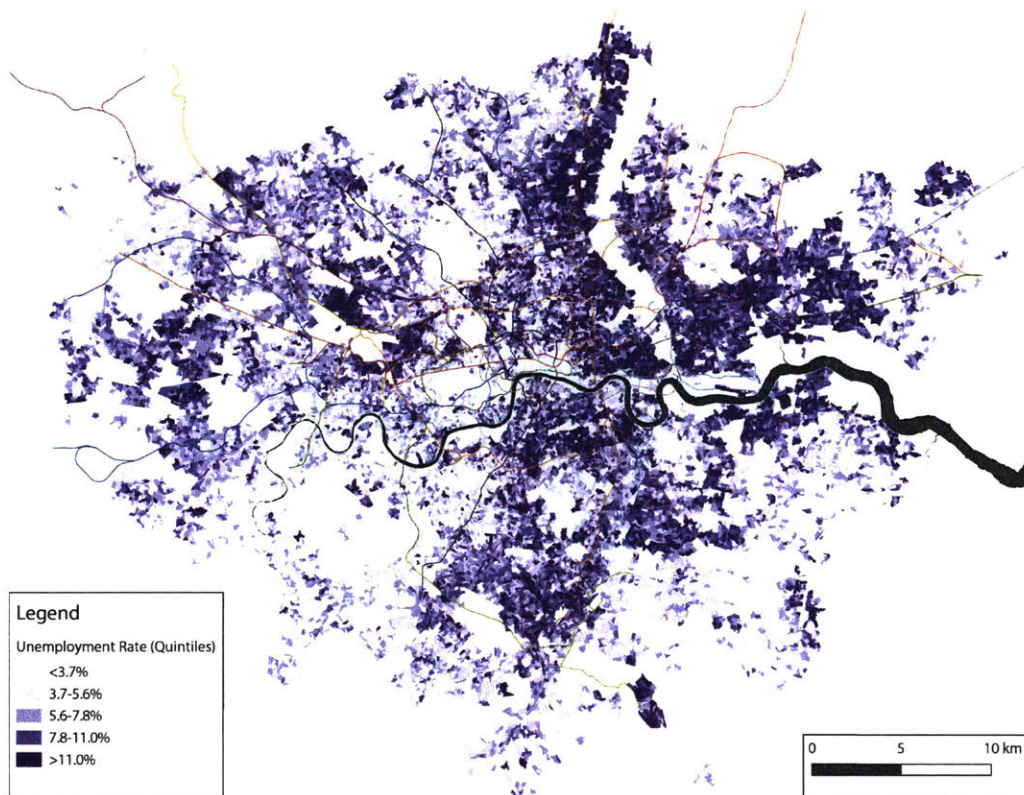 Legend
Unemployment Rate (Quintiles)
<3.7%
3.7-5.6%
5.6-7.8%
7.8-11.0%
>11.0%
0 5 10 km